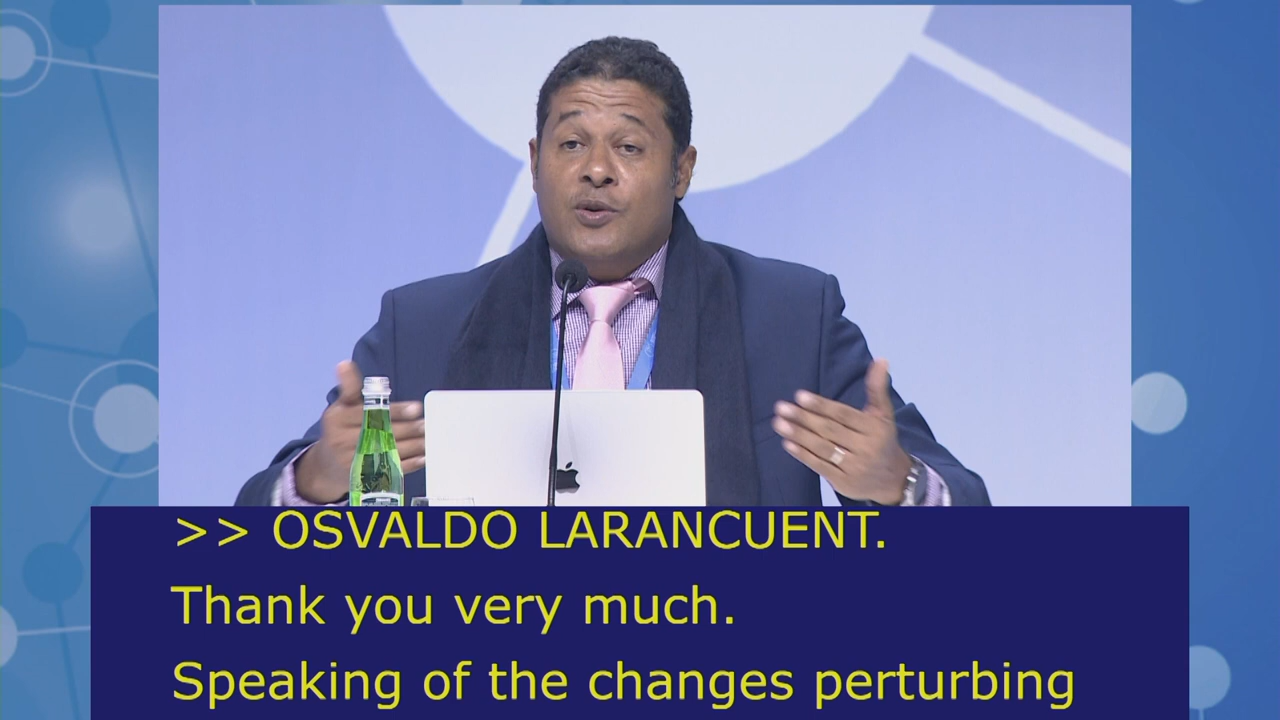 >> OSVALDO LARANCUENT.
Thank you very much.
Speaking of the changes perturbing